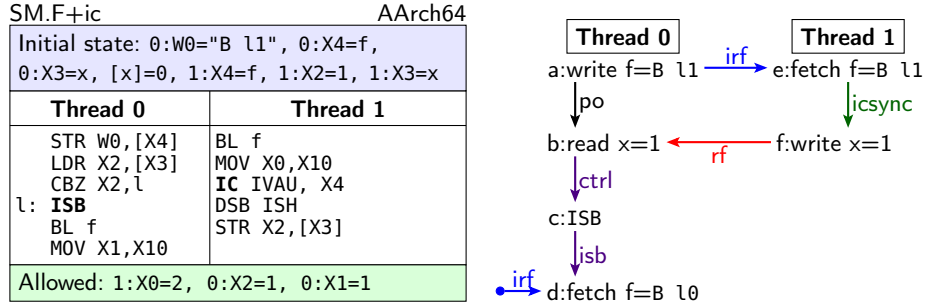 SM.F+ic AArch64
Initial state: 0:W0="B l1", 0:X4=f,
0:X3=x, [x]=0, 1:X4=f, 1:X2=1, 1:X3=x
Thread 0 Thread 1
STR W0,[X4] BL f
LDR X2,[X3] MOV X0,X10
CBZ X2,l IC IVAU, X4
l: ISB DSB ISH
BL f STR X2,[X3]
MOV X1,X10
Allowed: 1:X0=2, 0:X2=1, 0:X1=1
Thread 0 Thread 1
a:write f=B l1 irf e:fetch f=B l1
po icsync
b:read x=1 rf f:write x=1
ctrl
c:ISB
isb
irf d:fetch f=B l0